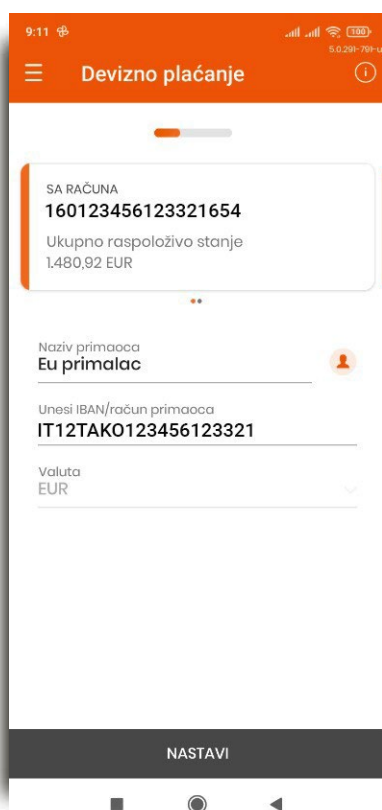 9:11
100
5.0.291-791-u
Devizno plaćanje
SA RAČUNA
160123456123321654
Ukupno raspoloživo stanje
1.480,92 EUR
Naziv primaoca
Eu primalac
Unesi IBAN/račun primaoca
IT12TAKO123456123321
Valuta
EUR
NASTAVI